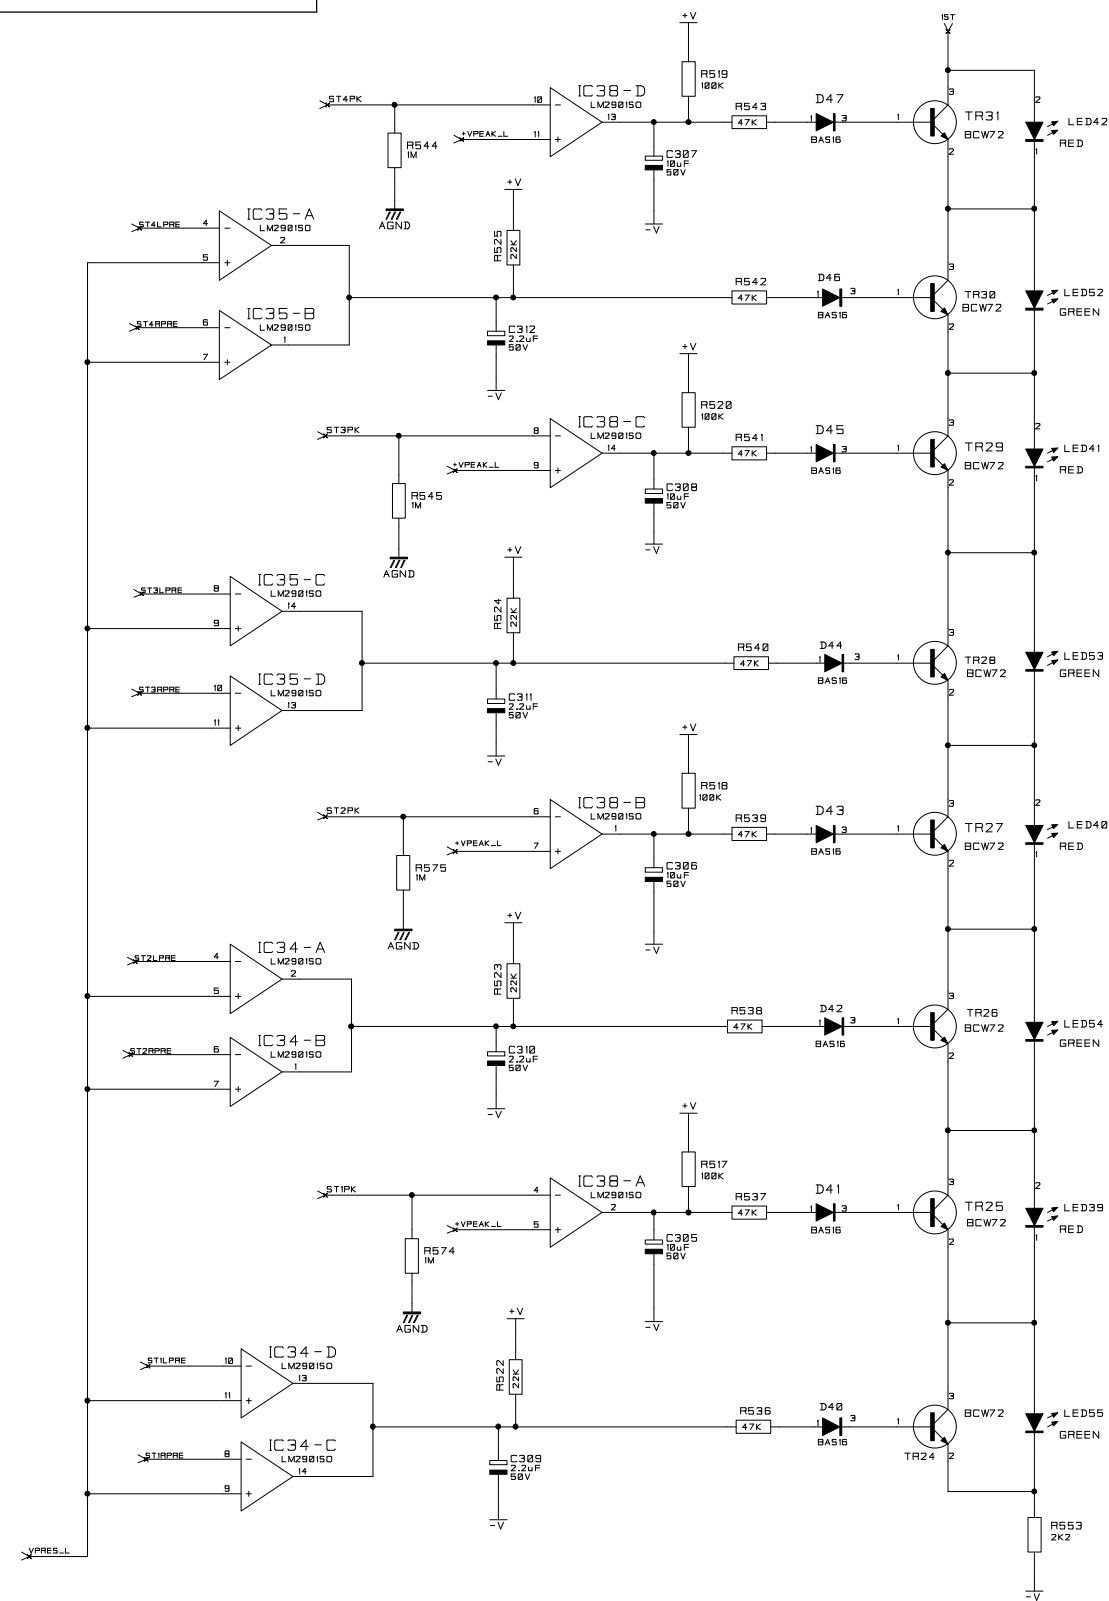 +V
1ST
ST4PK
10
IC38-D
LM2901SO
13
+VPEAK_L
11
R519
100K
R543
47K
D47
1
3
BAS16
1
3
TR31
BCW72
2
2
LED42
RED
1
R544
1M
AGND
C307
10uF
50V
-V
+V
ST4LPRE
4
5
IC35-A
LM2901SO
2
R525
22K
ST4RPRE
6
7
IC35-B
LM2901SO
1
C312
2.2uF
50V
-V
R542
47K
D46
1
3
BAS16
1
3
TR30
BCW72
2
LED52
GREEN
+V
R520
100K
ST3PK
8
IC38-C
LM2901SO
14
+VPEAK_L
9
R541
47K
D45
1
3
BAS16
1
3
TR29
BCW72
2
2
LED41
RED
1
R545
1M
AGND
C308
10uF
50V
-V
+V
ST3LPRE
8
9
IC35-C
LM2901SO
14
R524
22K
ST3RPRE
10
11
IC35-D
LM2901SO
13
C311
2.2uF
50V
-V
R540
47K
D44
1
3
BAS16
1
3
TR28
BCW72
2
LED53
GREEN
+V
R518
100K
ST2PK
6
IC38-B
LM2901SO
1
+VPEAK_L
7
R539
47K
D43
1
3
BAS16
1
3
TR27
BCW72
2
2
LED40
RED
1
R575
1M
AGND
C306
10uF
50V
-V
+V
ST2LPRE
4
5
IC34-A
LM2901SO
2
R523
22K
ST2RPRE
6
7
IC34-B
LM2901SO
1
C310
2.2uF
50V
-V
R538
47K
D42
1
3
BAS16
1
3
TR26
BCW72
2
LED54
GREEN
+V
R517
100K
ST1PK
4
IC38-A
LM2901SO
2
+VPEAK_L
5
R537
47K
D41
1
3
BAS16
1
3
TR25
BCW72
2
2
LED39
RED
1
R574
1M
AGND
C305
10uF
50V
-V
+V
ST1LPRE
10
11
IC34-D
LM2901SO
13
R522
22K
ST1RPRE
8
9
IC34-C
LM2901SO
14
C309
2.2uF
50V
-V
R536
47K
D40
1
3
BAS16
1
3
BCW72
TR24
2
LED55
GREEN
R553
2K2
-V
VPRES_L